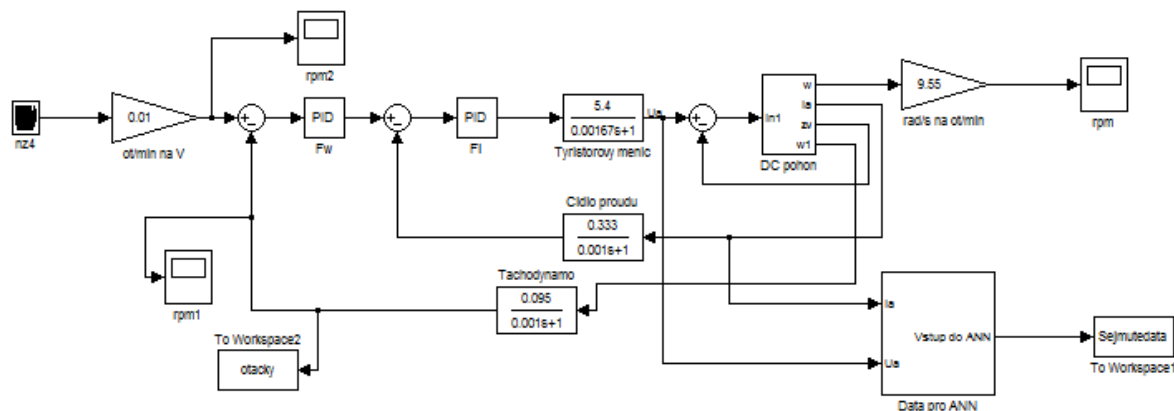 nz4
0.01
ot/min na V
rpm2
PID
Fw
PID
FI
5.4
0.00167s+1
Tyristorovy menic
Ua
In1
w
Ia
zv
w1
DC pohon
9.55
rad/s na ot/min
rpm
Cidlo proudu
0.333
0.001s+1
rpm1
Tachodynamo
0.095
0.001s+1
To Workspace2
otacky
Ia
Ua
Vstup do ANN
Data pro ANN
Sejmutedata
To Workspace1